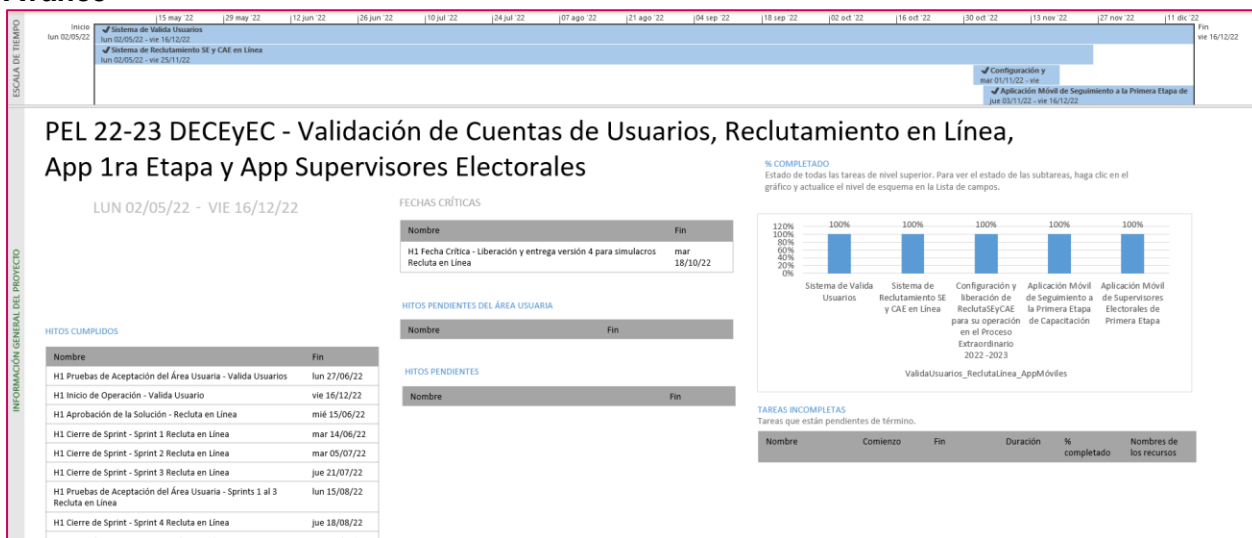 15 may '22 29 may '22 12 jun '22 26 jun '22 10 jul '22 24 jul '22 07 ago '22 21 ago '22 04 sep '22 18 sep '22 02 oct '22 16 oct '22 30 oct '22 13 nov '22 27 nov '22 11 dic '22
ESCALA DE TIEMPO
Inicio
lun 02/05/22
Sistema de Valida Usuarios
lun 02/05/22 - vie 16/12/22
Sistema de Reclutamiento SE y CAE en Línea
lun 02/05/22 - vie 25/11/22
Configuración y
mar 01/11/22 - vie
Aplicación Móvil de Seguimiento a la Primera Etapa de
jue 03/11/22 - vie 16/12/22
Fin
vie 16/12/22
INFORMACIÓN GENERAL DEL PROYECTO
PEL 22-23 DECEyEC - Validación de Cuentas de Usuarios, Reclutamiento en Línea,
App 1ra Etapa y App Supervisores Electorales
LUN 02/05/22 - VIE 16/12/22
HITOS CUMPLIDOS
Nombre Fin
H1 Pruebas de Aceptación del Área Usuaria - Valida Usuarios lun 27/06/22
H1 Inicio de Operación - Valida Usuario vie 16/12/22
H1 Aprobación de la Solución - Recluta en Línea mié 15/06/22
H1 Cierre de Sprint - Sprint 1 Recluta en Línea mar 14/06/22
H1 Cierre de Sprint - Sprint 2 Recluta en Línea mar 05/07/22
H1 Cierre de Sprint - Sprint 3 Recluta en Línea jue 21/07/22
H1 Pruebas de Aceptación del Área Usuaria - Sprints 1 al 3 lun 15/08/22
Recluta en Línea
H1 Cierre de Sprint - Sprint 4 Recluta en Línea jue 18/08/22
FECHAS CRÍTICAS
Nombre Fin
H1 Fecha Crítica - Liberación y entrega versión 4 para simulacros mar
Recluta en Línea 18/10/22
HITOS PENDIENTES DEL ÁREA USUARIA
Nombre Fin
HITOS PENDIENTES
Nombre Fin
% COMPLETADO
Estado de todas las tareas de nivel superior. Para ver el estado de las subtareas, haga clic en el
gráfico y actualice el nivel de esquema en la Lista de campos.
120%
100%
80%
60%
40%
20%
0%
100% 100% 100% 100% 100%
Sistema de Valida
Usuarios
Sistema de
Reclutamiento SE
y CAE en Línea
Configuración y
liberación de
ReclutaSEyCAE
para su operación
en el Proceso
Extraordinario
2022 -2023
Aplicación Móvil
de Seguimiento a
la Primera Etapa
de Capacitación
Aplicación Móvil
de Supervisores
Electorales de
Primera Etapa
ValidaUsuarios_ReclutaLínea_AppMóviles
TAREAS INCOMPLETAS
Tareas que están pendientes de término.
Nombre Comienzo Fin Duración % completado Nombres de los recursos